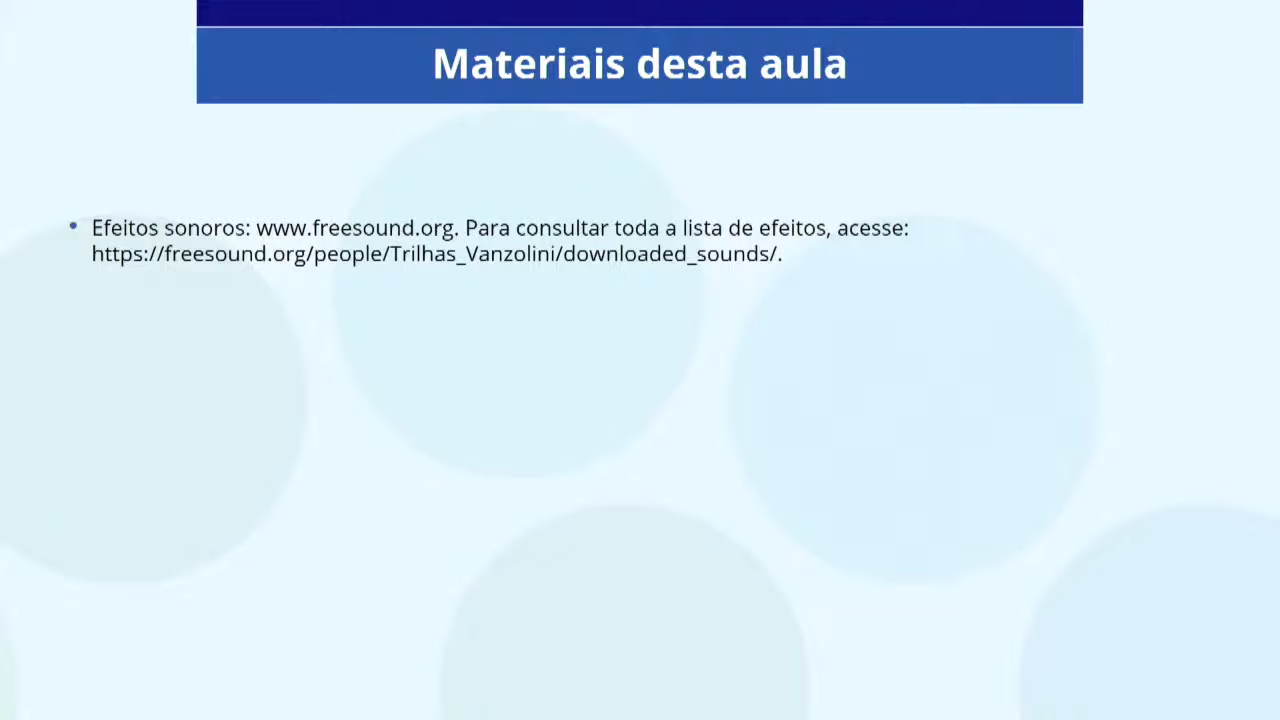 Materiais desta aula
• Efeitos sonoros: www.freesound.org. Para consultar toda a lista de efeitos, acesse:
https://freesound.org/people/Trilhas_Vanzolini/downloaded_sounds/.